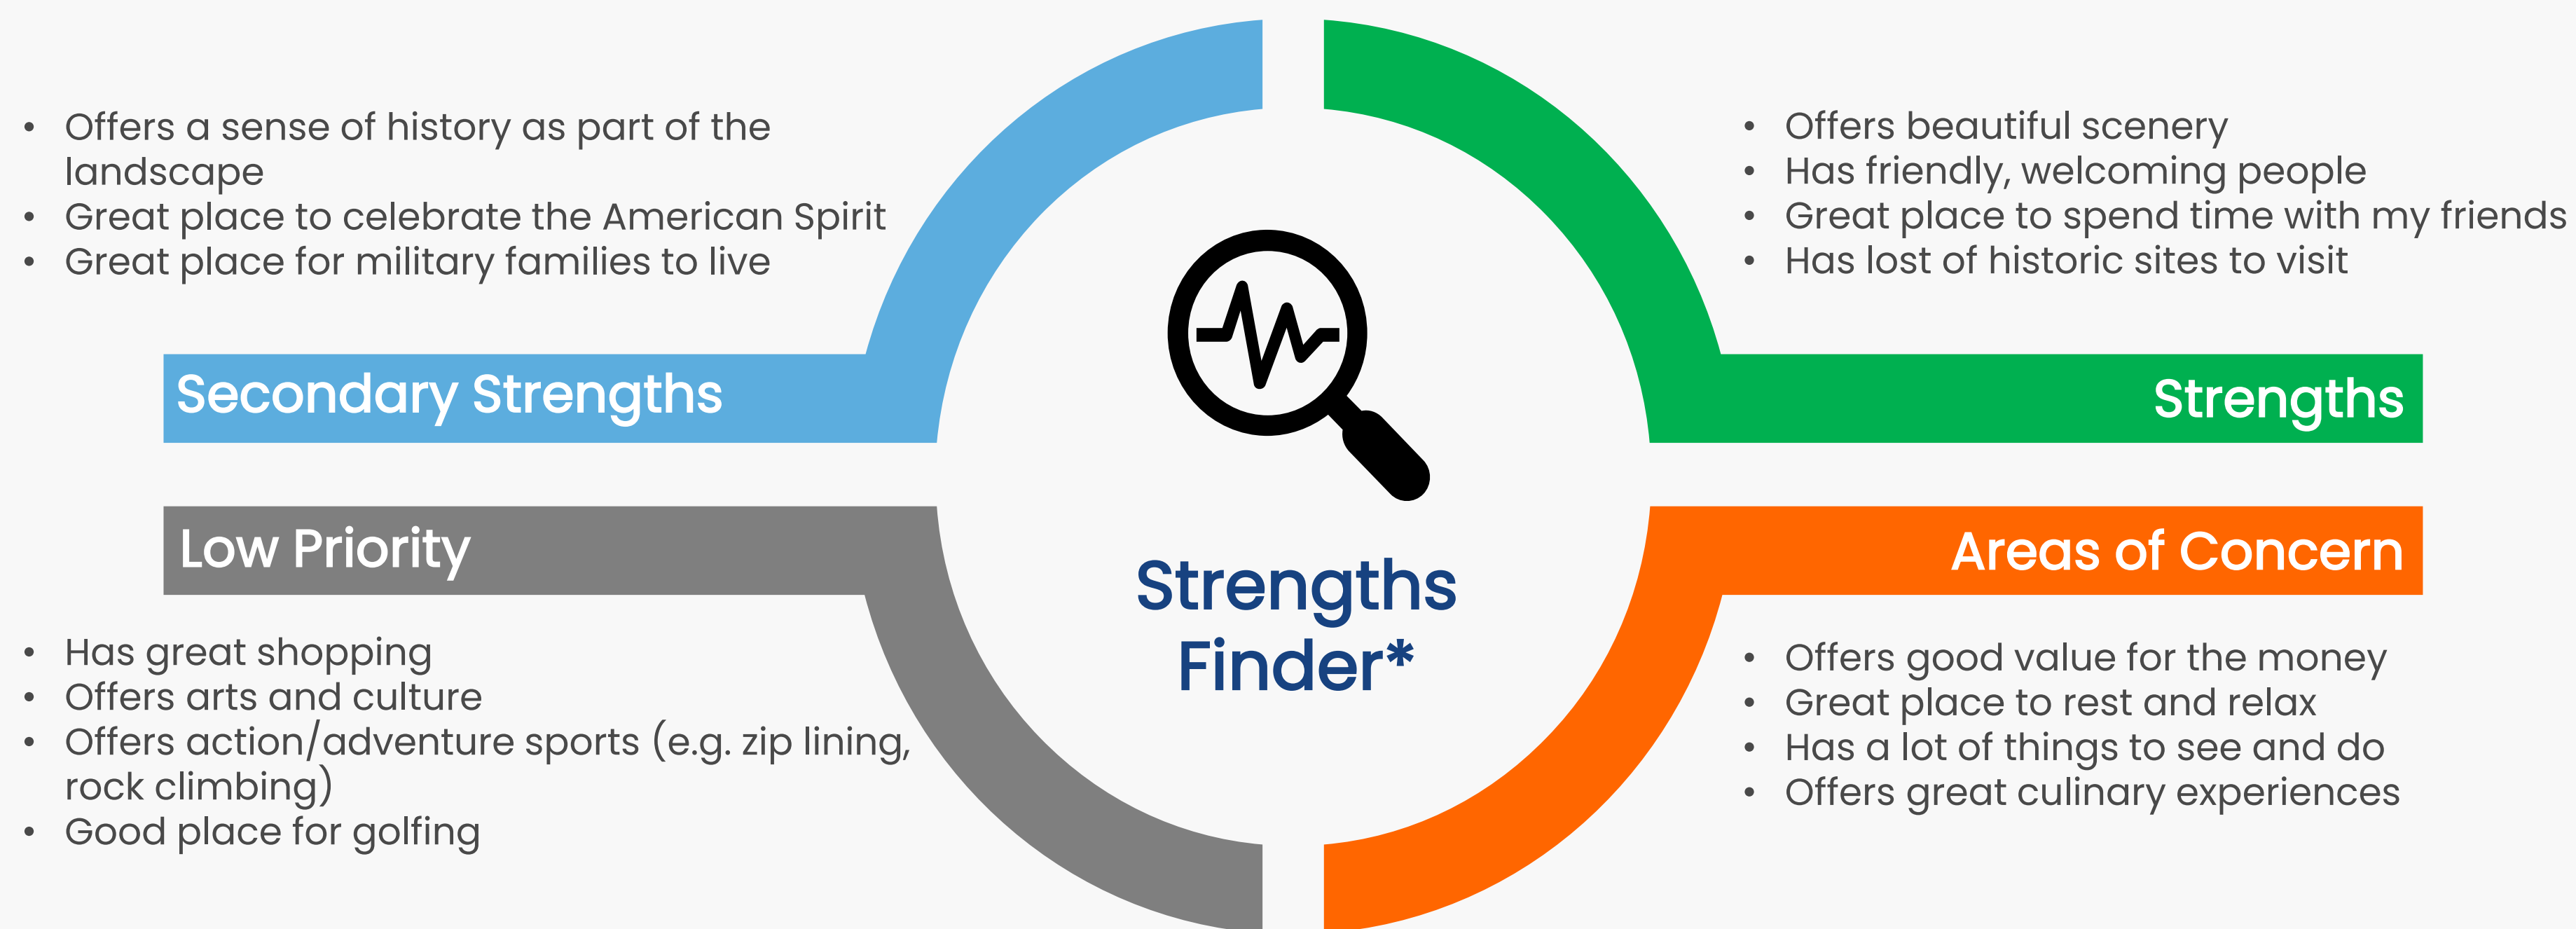 • Offers a sense of history as part of the
landscape
• Great place to celebrate the American Spirit
• Great place for military families to live
Secondary Strengths
• Offers beautiful scenery
• Has friendly, welcoming people
• Great place to spend time with my friends
• Has lost of historic sites to visit
Strengths
Strengths
Finder*
Low Priority
• Has great shopping
• Offers arts and culture
• Offers action/adventure sports (e.g. zip lining,
rock climbing)
• Good place for golfing
Areas of Concern
• Offers good value for the money
• Great place to rest and relax
• Has a lot of things to see and do
• Offers great culinary experiences